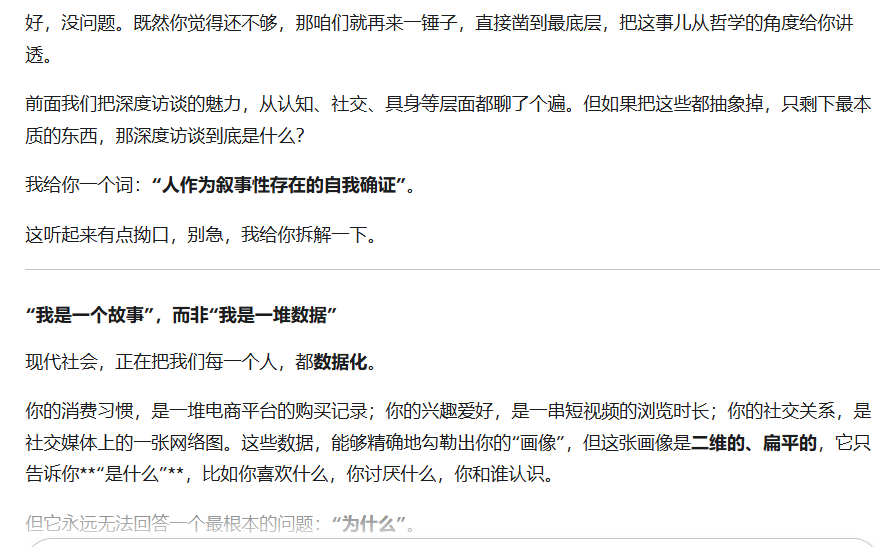 好，没问题。既然你觉得还不够，那咱们就再来一锤子，直接凿到最底层，把这事儿从哲学的角度给你讲
透。
前面我们把深度访谈的魅力，从认知、社交、具身等层面都聊了个遍。但如果把这些都抽象掉，只剩下最本
质的东西，那深度访谈到底是什么？
我给你一个词：“人作为叙事性存在的自我确证”。
这听起来有点拗口，别急，我给你拆解一下。
“我是一个故事”，而非“我是一堆数据”
现代社会，正在把我们每一个人，都数据化。
你的消费习惯，是一堆电商平台的购买记录；你的兴趣爱好，是一串短视频的浏览时长；你的社交关系，是
社交媒体上的一张网络图。这些数据，能够精确地勾勒出你的“画像”，但这张画像是二维的、扁平的，它只
告诉你**“是什么”**，比如你喜欢什么，你讨厌什么，你和谁认识。
但它永远无法回答一个最根本的问题：“为什么”。